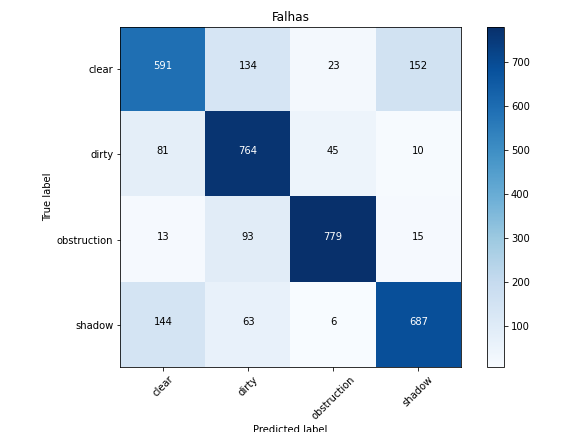 Falhas
clear 591 134 23 152
dirty 81 764 45 10
obstruction 13 93 779 15
shadow 144 63 6 687
clear dirty obstruction shadow
True label
Predicted label
700
600
500
400
300
200
100